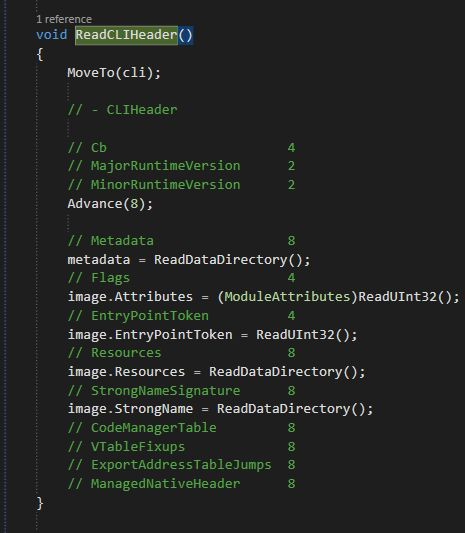 1 reference
void ReadCLIHeader()
{
MoveTo(cli);
// - CLIHeader
// Cb 4
// MajorRuntimeVersion 2
// MinorRuntimeVersion 2
Advance(8);
// Metadata 8
metadata = ReadDataDirectory();
// Flags 4
image.Attributes = (ModuleAttributes)ReadUInt32();
// EntryPointToken 4
image.EntryPointToken = ReadUInt32();
// Resources 8
image.Resources = ReadDataDirectory();
// StrongNameSignature 8
image.StrongName = ReadDataDirectory();
// CodeManagerTable 8
// VTableFixups 8
// ExportAddressTableJumps 8
// ManagedNativeHeader 8
}